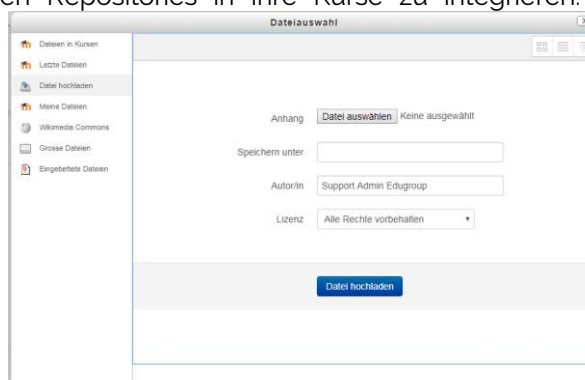 en Repositories in ihre Kurse zu integrieren.
Dateiauswahl
Dateien in Kursen
Letzte Dateien
Datei hochladen
Meine Dateien
Wikimedia Commons
Grosse Dateien
Eingebettete Dateien
Anhang Datei auswählen Keine ausgewählt
Speichern unter
Autor/in Support Admin Edugroup
Lizenz Alle Rechte vorbehalten
Datei hochladen